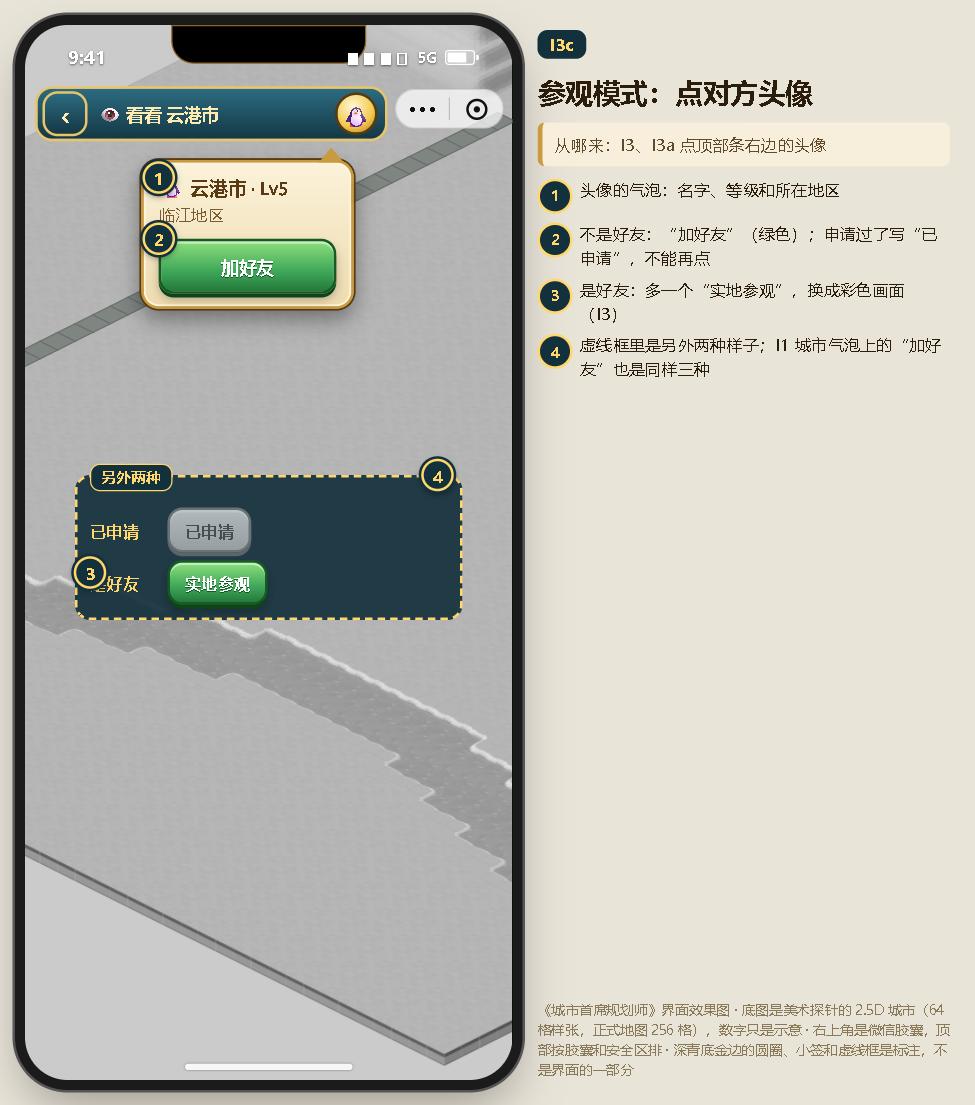 9:41
5G
看看 云港市
1
云港市 · Lv5
临江地区
2
加好友
另外两种
4
已申请 已申请
3
好友 实地参观
I3c
参观模式：点对方头像
从哪来：I3、I3a 点顶部条右边的头像
1 头像的气泡：名字、等级和所在地区
2 不是好友：“加好友”（绿色）；申请过了写“已
申请”，不能再点
3 是好友：多一个“实地参观”，换成彩色画面
（I3）
4 虚线框里是另外两种样子；I1 城市气泡上的“加好
友”也是同样三种
《城市首席规划师》界面效果图 · 底图是美术探针的 2.5D 城市（64
格样张，正式地图 256 格），数字只是示意 · 右上角是微信胶囊，顶
部按胶囊和安全区排 · 深青底金边的圆圈、小签和虚线框是标注，不
是界面的一部分